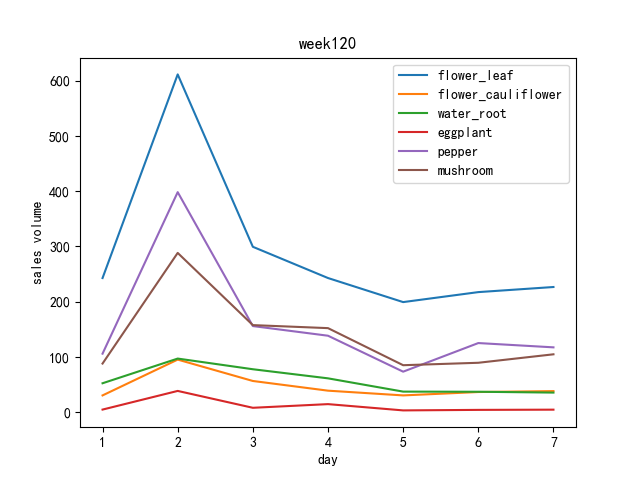 week120
flower_leaf
flower_cauliflower
water_root
eggplant
pepper
mushroom
sales volume
600
500
400
300
200
100
0
1 2 3 4 5 6 7
day